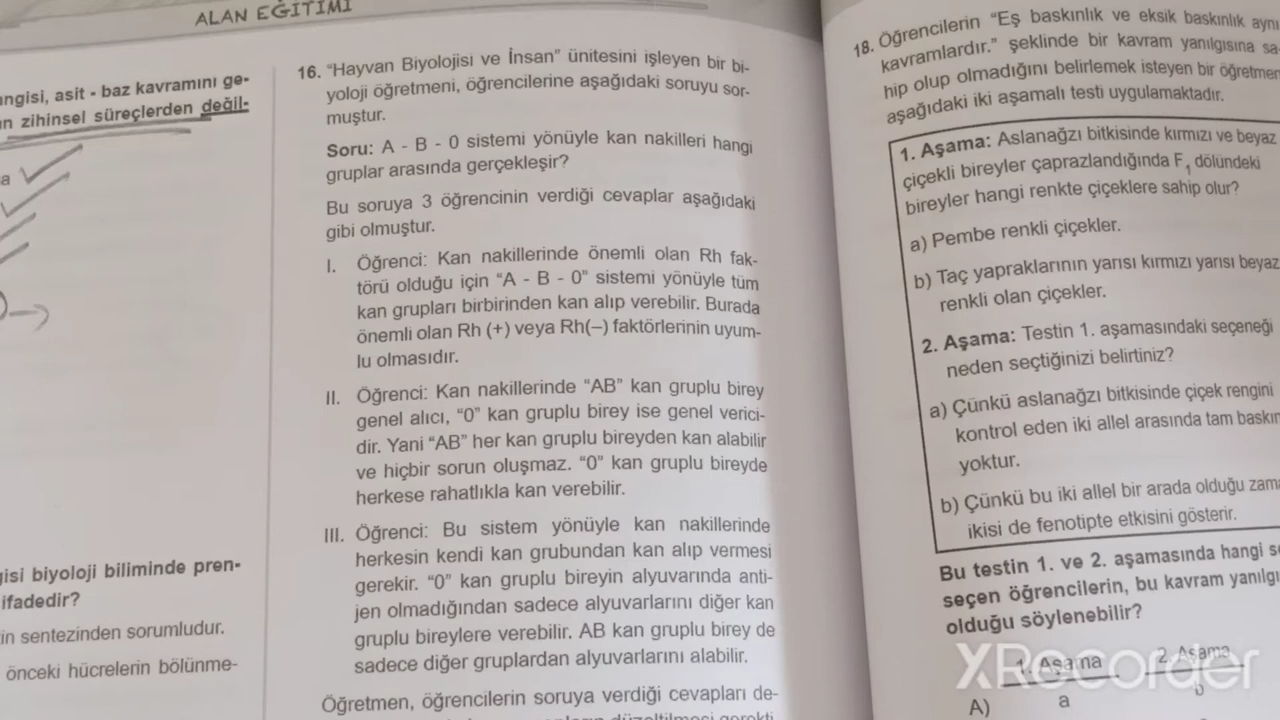 ALAN EĞİTİMİ
angisi, asit - baz kavramını ge-
n zihinsel süreçlerden değil-
a
gisi biyoloji biliminde pren-
ifadedir?
in sentezinden sorumludur.
önceki hücrelerin bölünme-
16. “Hayvan Biyolojisi ve İnsan” ünitesini işleyen bir bi-
yoloji öğretmeni, öğrencilerine aşağıdaki soruyu sor-
muştur.
Soru: A - B - 0 sistemi yönüyle kan nakilleri hangi
gruplar arasında gerçekleşir?
Bu soruya 3 öğrencinin verdiği cevaplar aşağıdaki
gibi olmuştur.
I. Öğrenci: Kan nakillerinde önemli olan Rh fak-
törü olduğu için “A - B - 0” sistemi yönüyle tüm
kan grupları birbirinden kan alıp verebilir. Burada
önemli olan Rh (+) veya Rh(–) faktörlerinin uyum-
lu olmasıdır.
II. Öğrenci: Kan nakillerinde “AB” kan gruplu birey
genel alıcı, “0” kan gruplu birey ise genel verici-
dir. Yani “AB” her kan gruplu bireyden kan alabilir
ve hiçbir sorun oluşmaz. “0” kan gruplu bireyde
herkese rahatlıkla kan verebilir.
III. Öğrenci: Bu sistem yönüyle kan nakillerinde
herkesin kendi kan grubundan kan alıp vermesi
gerekir. “0” kan gruplu bireyin alyuvarında anti-
jen olmadığından sadece alyuvarlarını diğer kan
gruplu bireylere verebilir. AB kan gruplu birey de
sadece diğer gruplardan alyuvarlarını alabilir.
Öğretmen, öğrencilerin soruya verdiği cevapları de-
18. Öğrencilerin “Eş baskınlık ve eksik baskınlık aynı
kavramlardır.” şeklinde bir kavram yanılgısına sa-
hip olup olmadığını belirlemek isteyen bir öğretmen
aşağıdaki iki aşamalı testi uygulamaktadır.
1. Aşama: Aslanağzı bitkisinde kırmızı ve beyaz
çiçekli bireyler çaprazlandığında F1 dölündeki
bireyler hangi renkte çiçeklere sahip olur?
a) Pembe renkli çiçekler.
b) Taç yapraklarının yarısı kırmızı yarısı beyaz
renkli olan çiçekler.
2. Aşama: Testin 1. aşamasındaki seçeneği
neden seçtiğinizi belirtiniz?
a) Çünkü aslanağzı bitkisinde çiçek rengini
kontrol eden iki allel arasında tam baskın
yoktur.
b) Çünkü bu iki allel bir arada olduğu zama
ikisi de fenotipte etkisini gösterir.
Bu testin 1. ve 2. aşamasında hangi se
seçen öğrencilerin, bu kavram yanılgı
olduğu söylenebilir?
1. Aşama 2. Aşama
A) a b
XRecorder